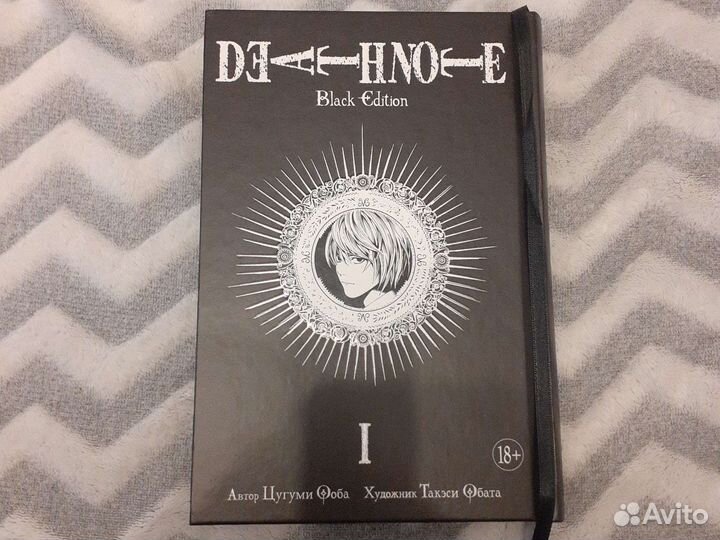 DEATH NOTE
Black Edition
I
18+
Автор Цугуми Ооба Художник Такэси Обата
Avito